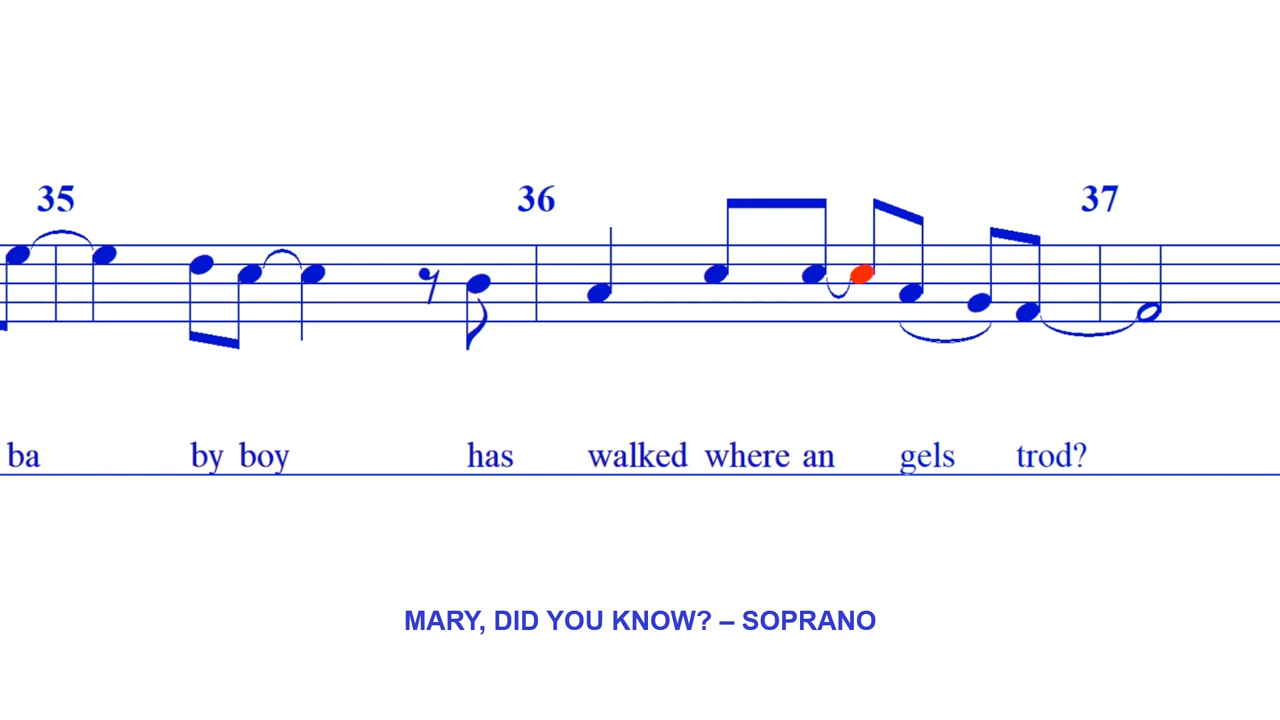 35 36 37
ba by boy has walked where an gels trod?
MARY, DID YOU KNOW? – SOPRANO